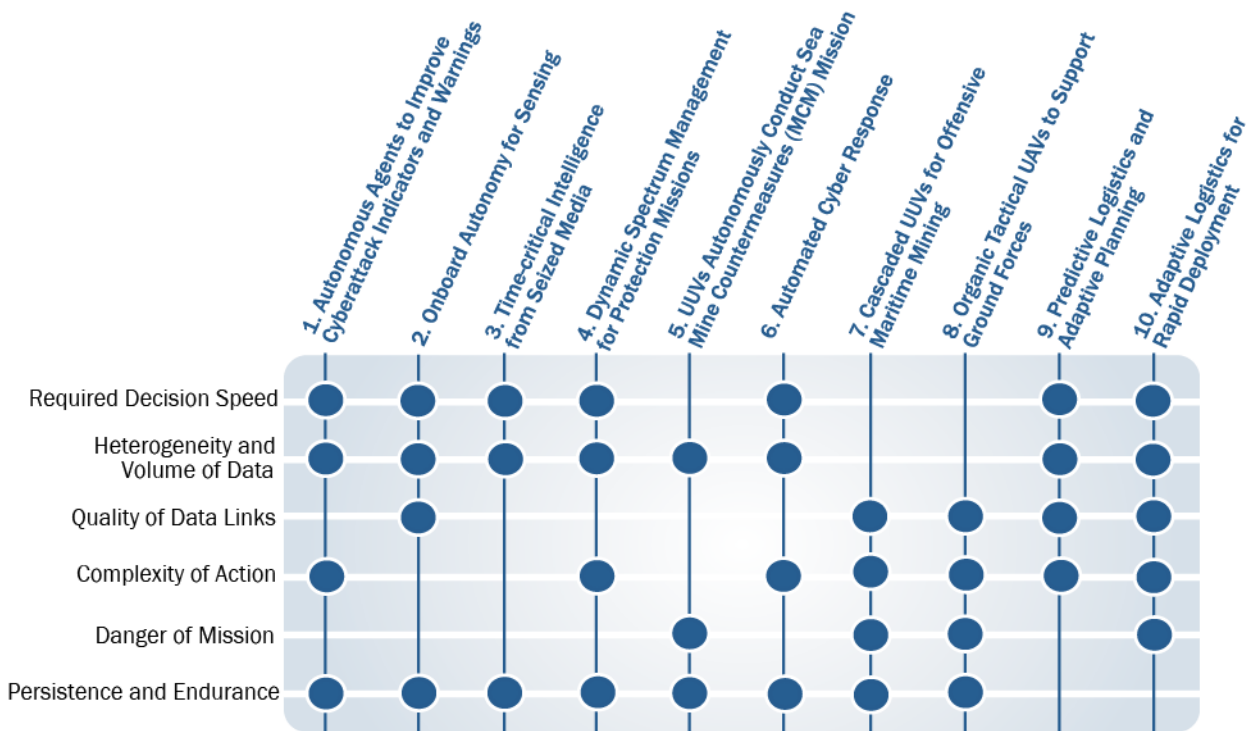 1. Autonomous Agents to Improve
Cyberattack Indicators and Warnings
2. Onboard Autonomy for Sensing
3. Time-critical Intelligence
from Seized Media
4. Dynamic Spectrum Management
for Protection Missions
5. UUVs Autonomously Conduct Sea
Mine Countermeasures (MCM) Mission
6. Automated Cyber Response
7. Cascaded UUVs for Offensive
Maritime Mining
8. Organic Tactical UAVs to Support
Ground Forces
9. Predictive Logistics and
Adaptive Planning
10. Adaptive Logistics for
Rapid Deployment
Required Decision Speed
Heterogeneity and
Volume of Data
Quality of Data Links
Complexity of Action
Danger of Mission
Persistence and Endurance